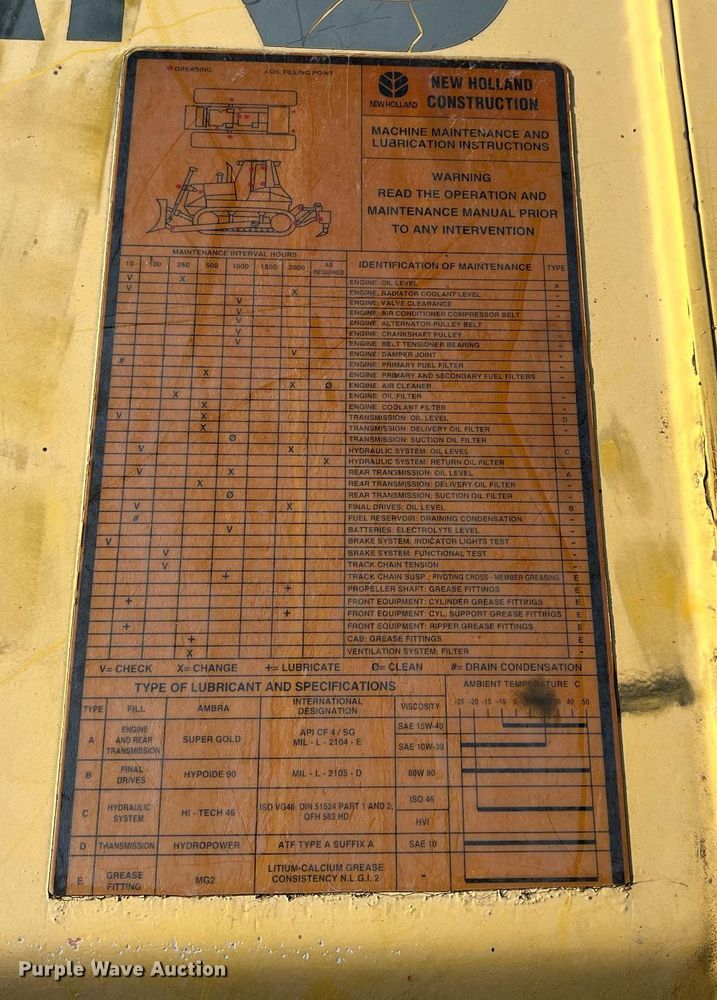 GREASING OIL FILLING POINT
NEW HOLLAND
NEW HOLLAND
CONSTRUCTION
MACHINE MAINTENANCE AND
LUBRICATION INSTRUCTIONS
WARNING
READ THE OPERATION AND
MAINTENANCE MANUAL PRIOR
TO ANY INTERVENTION
MAINTENANCE INTERVAL HOURS
10 100 250 500 1000 1500 2000 AS REQUIRED IDENTIFICATION OF MAINTENANCE TYPE
V X ENGINE: OIL LEVEL A
V X ENGINE: RADIATOR COOLANT LEVEL -
V ENGINE: VALVE CLEARANCE -
V ENGINE: AIR CONDITIONER COMPRESSOR BELT -
V ENGINE: ALTERNATOR PULLEY BELT -
V ENGINE: CRANKSHAFT PULLEY -
V ENGINE: BELT TENSIONER BEARING -
V ENGINE: DAMPER JOINT -
# ENGINE: PRIMARY FUEL FILTER -
X ENGINE: PRIMARY AND SECONDARY FUEL FILTERS -
X Ø ENGINE: AIR CLEANER -
X ENGINE: OIL FILTER -
X ENGINE: COOLANT FILTER -
V X TRANSMISSION: OIL LEVEL D
X TRANSMISSION: DELIVERY OIL FILTER -
Ø TRANSMISSION: SUCTION OIL FILTER -
V X HYDRAULIC SYSTEM: OIL LEVEL C
X HYDRAULIC SYSTEM: RETURN OIL FILTER -
V X REAR TRANSMISSION: OIL LEVEL A
X REAR TRANSMISSION: DELIVERY OIL FILTER -
Ø REAR TRANSMISSION: SUCTION OIL FILTER -
V X FINAL DRIVES: OIL LEVEL B
# FUEL RESERVOIR: DRAINING CONDENSATION -
V BATTERIES: ELECTROLYTE LEVEL -
V BRAKE SYSTEM: INDICATOR LIGHTS TEST -
V BRAKE SYSTEM: FUNCTIONAL TEST -
V TRACK CHAIN TENSION -
+ TRACK CHAIN SUSP.: PIVOTING CROSS - MEMBER GREASING E
+ PROPELLER SHAFT: GREASE FITTINGS E
+ FRONT EQUIPMENT: CYLINDER GREASE FITTINGS E
+ FRONT EQUIPMENT: CYL. SUPPORT GREASE FITTINGS E
+ FRONT EQUIPMENT: RIPPER GREASE FITTINGS E
+ CAB: GREASE FITTINGS E
X VENTILATION SYSTEM: FILTER -
V= CHECK X= CHANGE += LUBRICATE Ø= CLEAN #= DRAIN CONDENSATION
TYPE OF LUBRICANT AND SPECIFICATIONS AMBIENT TEMPERATURE C
TYPE FILL AMBRA INTERNATIONAL DESIGNATION VISCOSITY -25 -20 -10 0 40 50
A ENGINE AND REAR TRANSMISSION SUPER GOLD API CF 4 / SG MIL - L - 2104 - E SAE 15W-40
SAE 10W-30
B FINAL DRIVES HYPOIDE 90 MIL - L - 2105 - D 80W 90
C HYDRAULIC SYSTEM HI - TECH 46 ISO VG46, DIN 51524 PART 1 AND 2, QFH 583 HD ISO 46
HVI
D TRANSMISSION HYDROPOWER ATF TYPE A SUFFIX A SAE 10
E GREASE FITTING MG2 LITIUM-CALCIUM GREASE CONSISTENCY N.L.G.I. 2 -
Purple Wave Auction